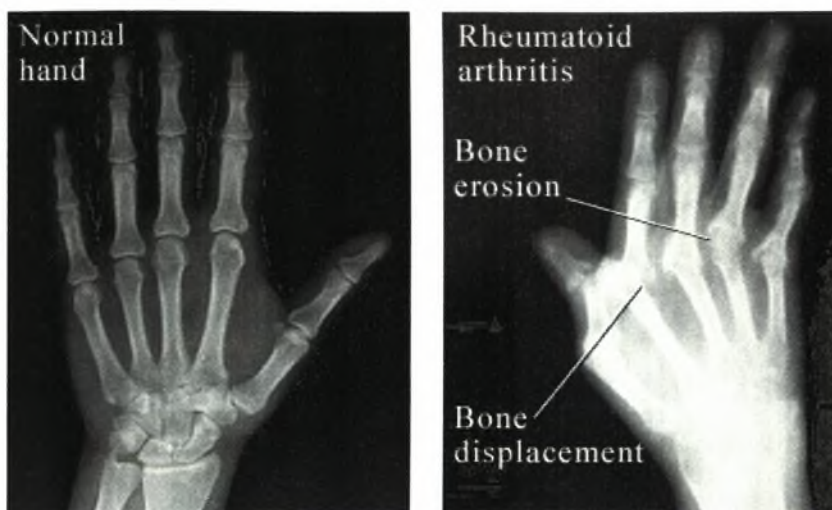 Normal
hand
Rheumatoid
arthritis
Bone
erosion
Bone
displacement